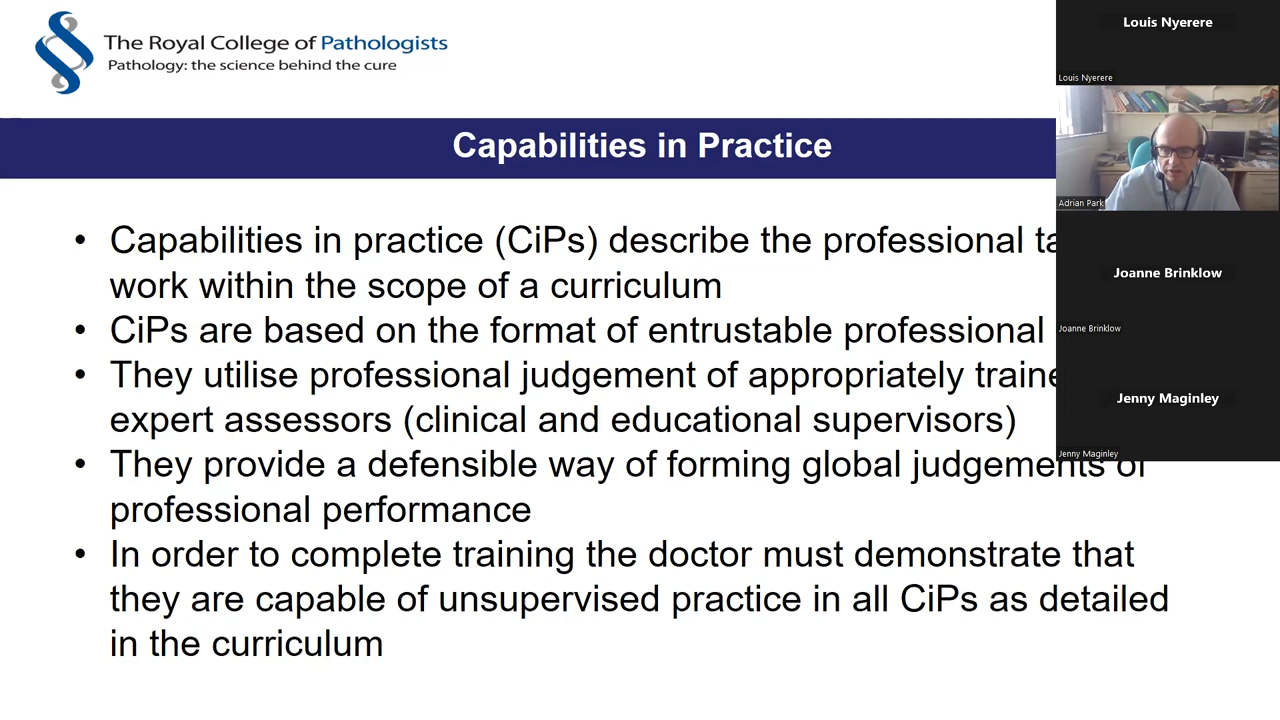 The Royal College of Pathologists
Pathology: the science behind the cure
Capabilities in Practice
• Capabilities in practice (CiPs) describe the professional
work within the scope of a curriculum
• CiPs are based on the format of entrustable professional
• They utilise professional judgement of appropriately
expert assessors (clinical and educational supervisors)
• They provide a defensible way of forming global judgements of
professional performance
• In order to complete training the doctor must demonstrate that
they are capable of unsupervised practice in all CiPs as detailed
in the curriculum
Louis Nyerere
Louis Nyerere
Adrian Park
Joanne Brinklow
Joanne Brinklow
Jenny Maginley
Jenny Maginley